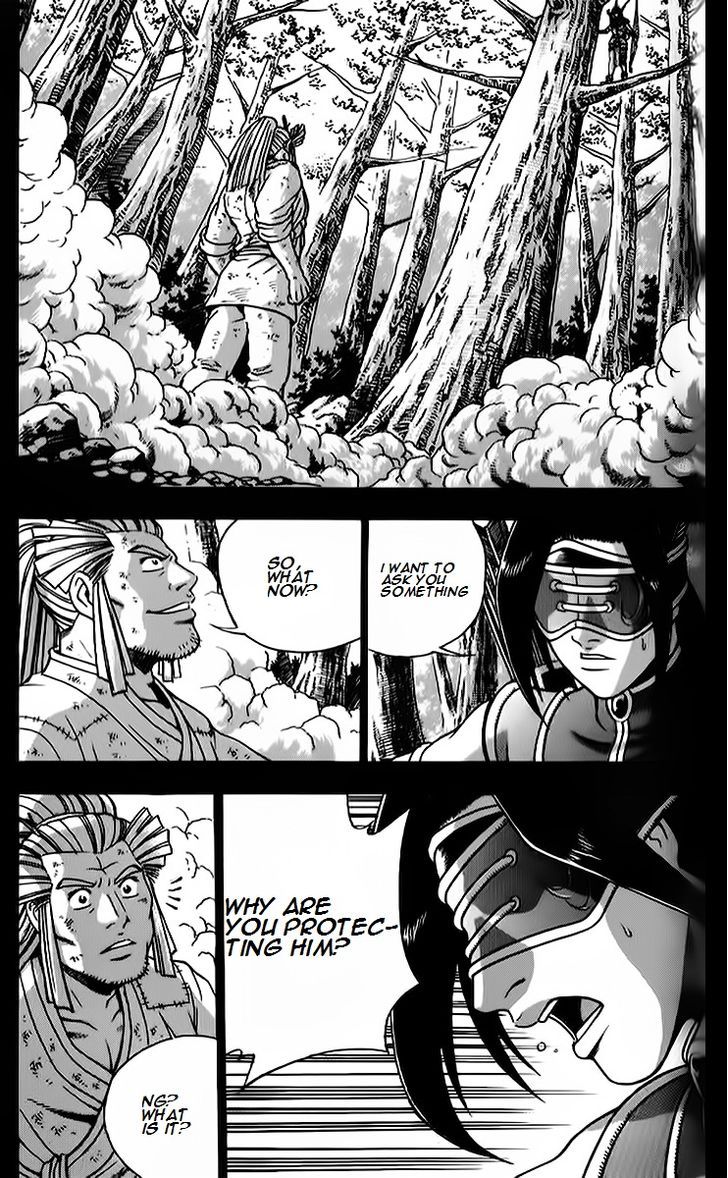 I WANT TO
ASK YOU
SOMETHING
SO
WHAT
NOW?
WHY ARE
YOU PROTEC-
TING HIM?
NG?
WHAT
IS IT?